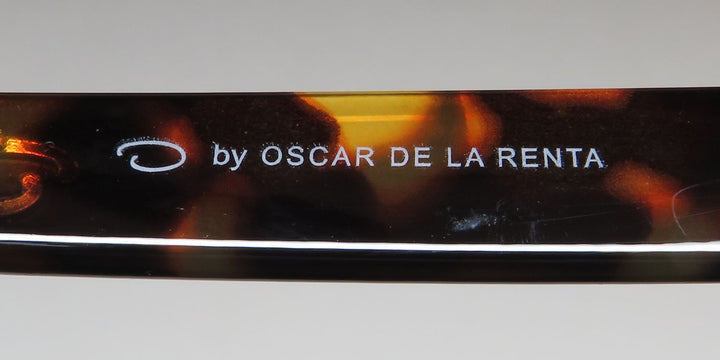 O by OSCAR DE LA RENTA